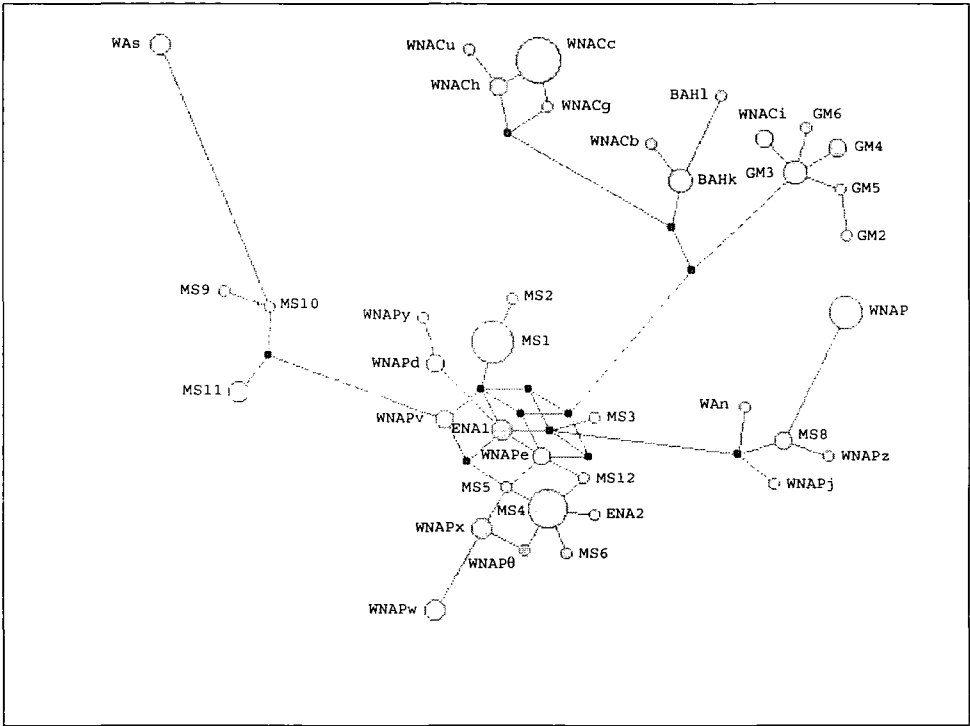 WAs
WNACu
WNACc
WNACh
WNACg
BAHl
WNACb
WNACi
GM6
GM4
GM3
BAHk
GM5
GM2
MS9
MS10
MS2
WNAPy
MS1
WNAP
WNAPd
MS11
WNAPv
MS3
WAn
ENA1
MS8
WNAPe
WNAPz
MS12
WNAPj
MS5
MS4
ENA2
WNAPx
MS6
WNAPθ
WNAPw